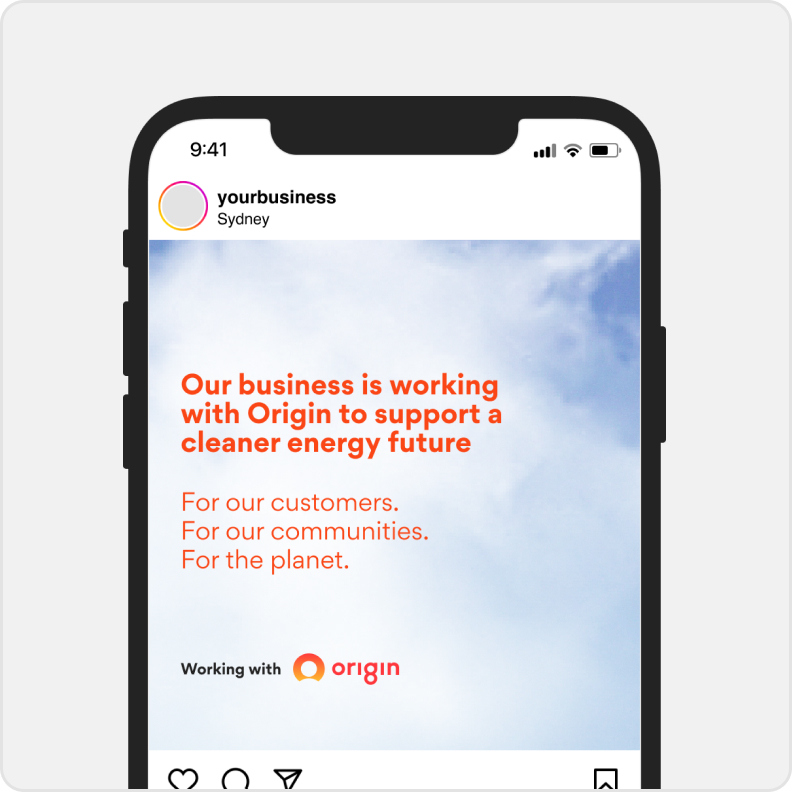 9:41
yourbusiness
Sydney
Our business is working
with Origin to support a
cleaner energy future
For our customers.
For our communities.
For the planet.
Working with origin